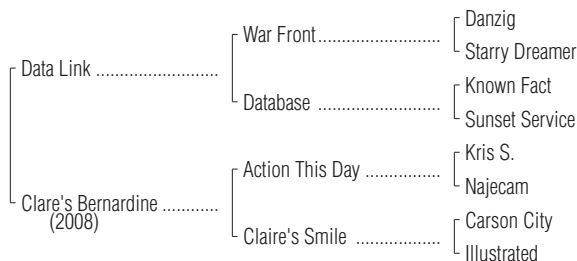 Danzig
War Front
Starry Dreamer
Data Link
Known Fact
Database
Sunset Service
Kris S.
Action This Day
Najecam
Clare's Bernardine
(2008)
Carson City
Claire's Smile
Illustrated